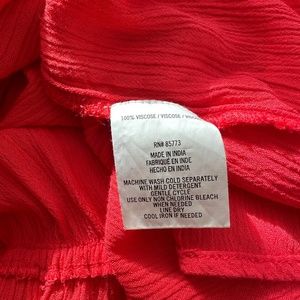 100% VISCOSE / VISCOSE /
RN# 85773
MADE IN INDIA
FABRIQUÉ EN INDE
HECHO EN INDIA
MACHINE WASH COLD SEPARATELY
WITH MILD DETERGENT
GENTLE CYCLE
USE ONLY NON CHLORINE BLEACH
WHEN NEEDED
LINE DRY
COOL IRON IF NEEDED